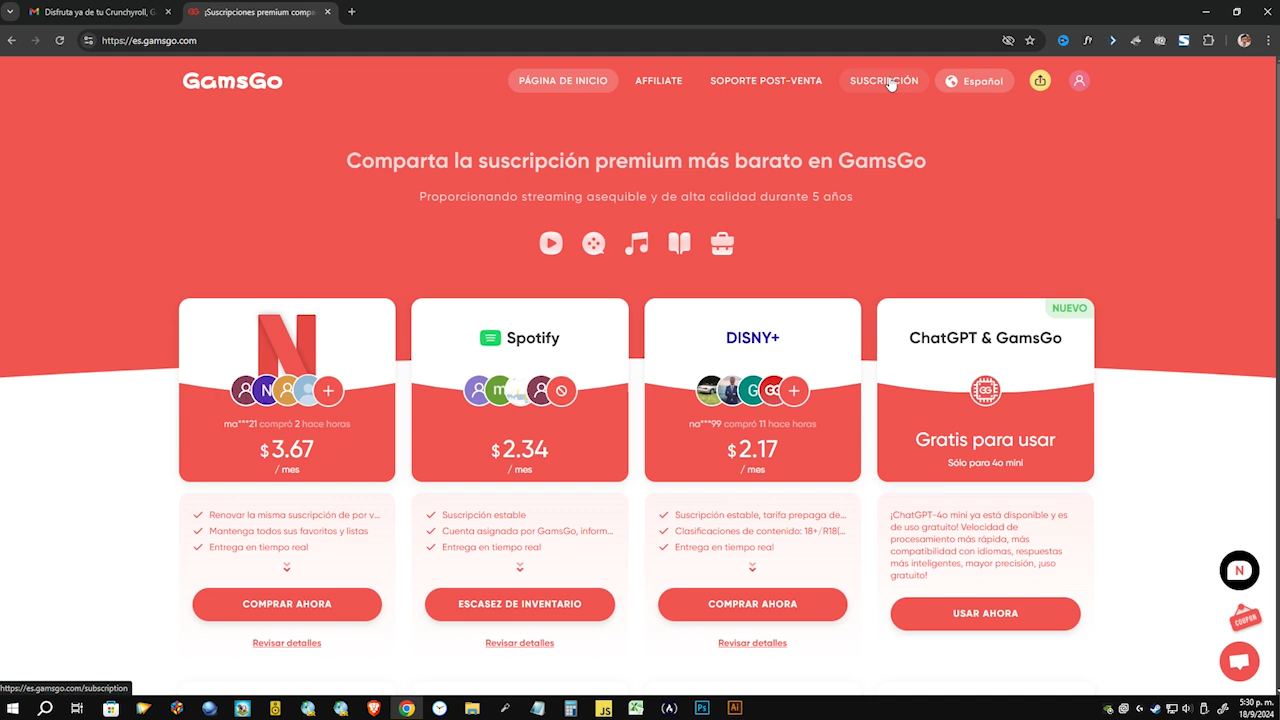 Disfruta ya de tu Crunchyroll, G
¡Suscripciones premium comp
https://es.gamsgo.com
GamsGo
PÁGINA DE INICIO
AFFILIATE
SOPORTE POST-VENTA
SUSCRIPCIÓN
Español
Comparta la suscripción premium más barato en GamsGo
Proporcionando streaming asequible y de alta calidad durante 5 años
N
ma***21 compró 2 hace horas
$3.67
/ mes
Renovar la misma suscripción de por v...
Mantenga todos sus favoritos y listas
Entrega en tiempo real
COMPRAR AHORA
Revisar detalles
Spotify
$2.34
/ mes
Suscripción estable
Cuenta asignada por GamsGo, inform...
Entrega en tiempo real
ESCASEZ DE INVENTARIO
Revisar detalles
DISNY+
na***99 compró 11 hace horas
$2.17
/ mes
Suscripción estable, tarifa prepaga de...
Clasificaciones de contenido: 18+/R18(...
Entrega en tiempo real
COMPRAR AHORA
Revisar detalles
NUEVO
ChatGPT & GamsGo
Gratis para usar
Sólo para 4o mini
¡ChatGPT-4o mini ya está disponible y es
de uso gratuito! Velocidad de
procesamiento más rápida, más
compatibilidad con idiomas, respuestas
más inteligentes, mayor precisión, ¡uso
gratuito!
USAR AHORA
N
COUPON
https://es.gamsgo.com/subscription
5:30 p. m.
18/9/2024